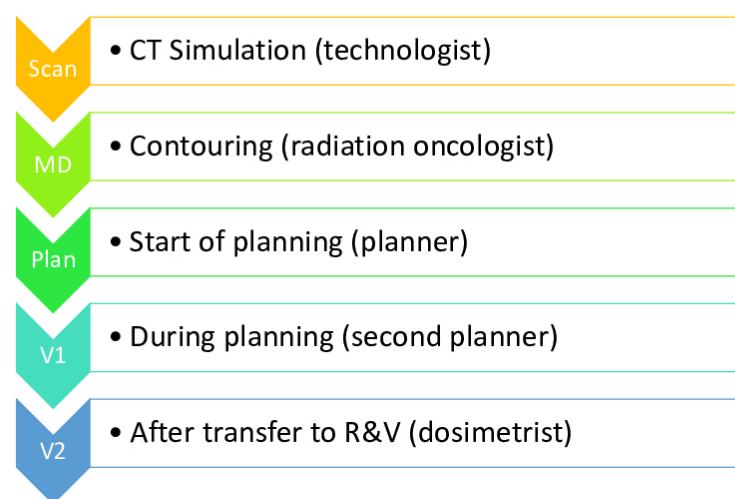 Scan
• CT Simulation (technologist)
MD
• Contouring (radiation oncologist)
Plan
• Start of planning (planner)
V1
• During planning (second planner)
V2
• After transfer to R&V (dosimetrist)